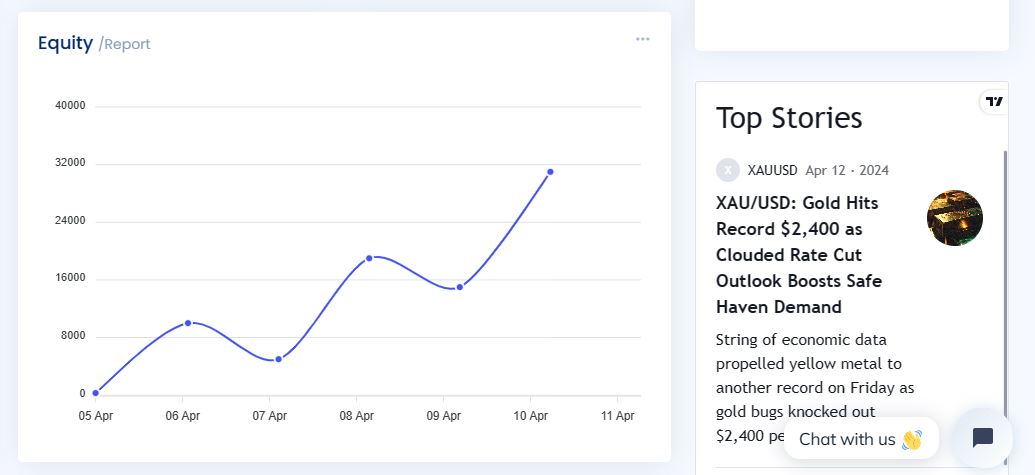 Equity /Report
40000
32000
24000
16000
8000
0
05 Apr 06 Apr 07 Apr 08 Apr 09 Apr 10 Apr 11 Apr
Top Stories
X XAUUSD Apr 12 · 2024
XAU/USD: Gold Hits
Record $2,400 as
Clouded Rate Cut
Outlook Boosts Safe
Haven Demand
String of economic data
propelled yellow metal to
another record on Friday as
gold bugs knocked out
$2,400 pe
Chat with us 👋